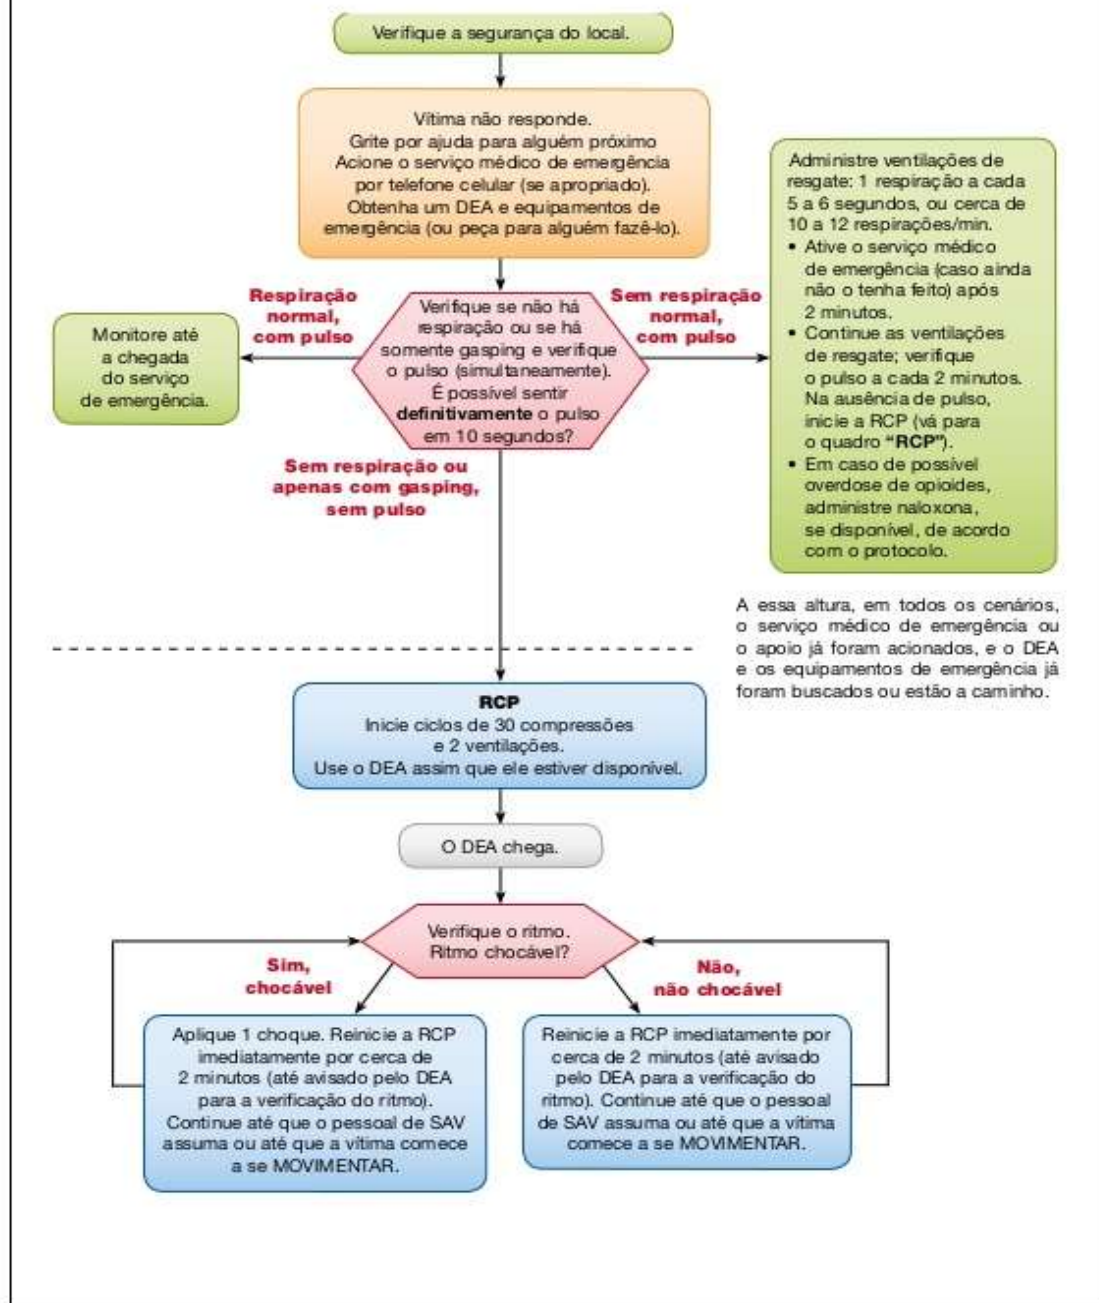 Verifique a segurança do local.
Vítima não responde.
Grite por ajuda para alguém próximo
Acione o serviço médico de emergência
por telefone celular (se apropriado).
Obtenha um DEA e equipamentos de
emergência (ou peça para alguém fazê-lo).
Respiração
normal,
com pulso
Monitore até
a chegada
do serviço
de emergência.
Verifique se não há
respiração ou se há
somente gasping e verifique
o pulso (simultaneamente).
É possível sentir
definitivamente o pulso
em 10 segundos?
Sem respiração
normal,
com pulso
Administre ventilações de
resgate: 1 respiração a cada
5 a 6 segundos, ou cerca de
10 a 12 respirações/min.
• Ative o serviço médico
de emergência (caso ainda
não o tenha feito) após
2 minutos.
• Continue as ventilações
de resgate; verifique
o pulso a cada 2 minutos.
Na ausência de pulso,
inicie a RCP (vá para
o quadro “RCP”).
• Em caso de possível
overdose de opioides,
administre naloxona,
se disponível, de acordo
com o protocolo.
Sem respiração ou
apenas com gasping,
sem pulso
A essa altura, em todos os cenários,
o serviço médico de emergência ou
o apoio já foram acionados, e o DEA
e os equipamentos de emergência já
foram buscados ou estão a caminho.
RCP
Inicie ciclos de 30 compressões
e 2 ventilações.
Use o DEA assim que ele estiver disponível.
O DEA chega.
Verifique o ritmo.
Ritmo chocável?
Sim,
chocável
Não,
não chocável
Aplique 1 choque. Reinicie a RCP
imediatamente por cerca de
2 minutos (até avisado pelo DEA
para a verificação do ritmo).
Continue até que o pessoal de SAV
assuma ou até que a vítima comece
a se MOVIMENTAR.
Reinicie a RCP imediatamente por
cerca de 2 minutos (até avisado
pelo DEA para a verificação do
ritmo). Continue até que o pessoal
de SAV assuma ou até que a vítima
comece a se MOVIMENTAR.